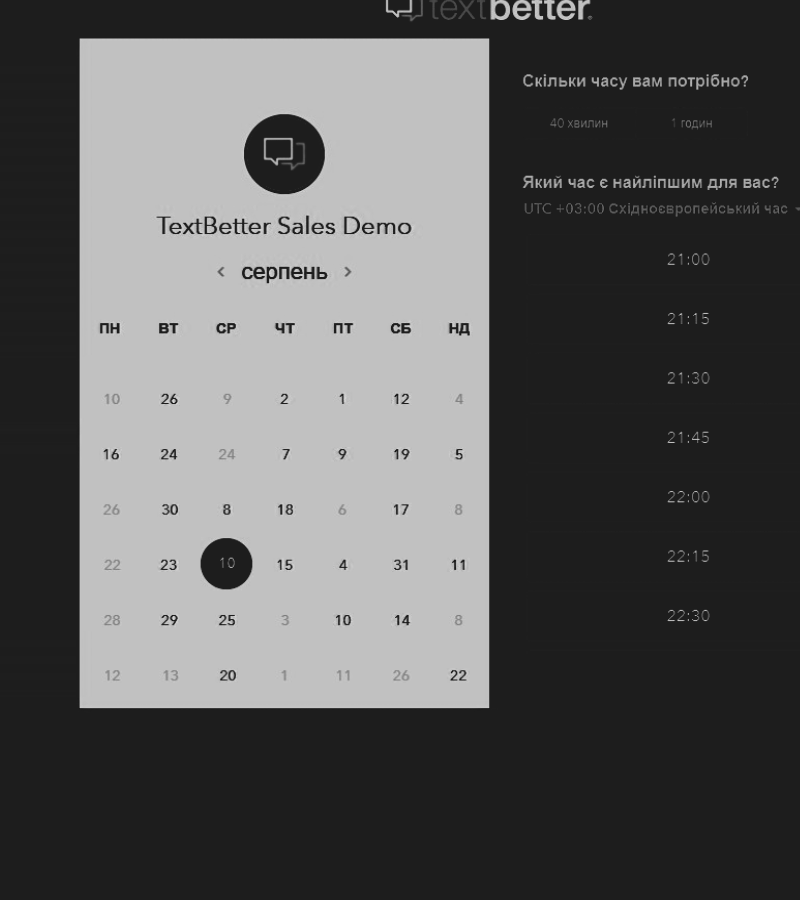 textbetter.
TextBetter Sales Demo
серпень
ПН ВТ СР ЧТ ПТ СБ НД
10 26 9 2 1 12 4
16 24 24 7 9 19 5
26 30 8 18 6 17 8
22 23 10 15 4 31 11
28 29 25 3 10 14 8
12 13 20 1 11 26 22
Скільки часу вам потрібно?
40 хвилин 1 годин
Який час є найліпшим для вас?
UTC +03:00 Східноєвропейський час
21:00
21:15
21:30
21:45
22:00
22:15
22:30